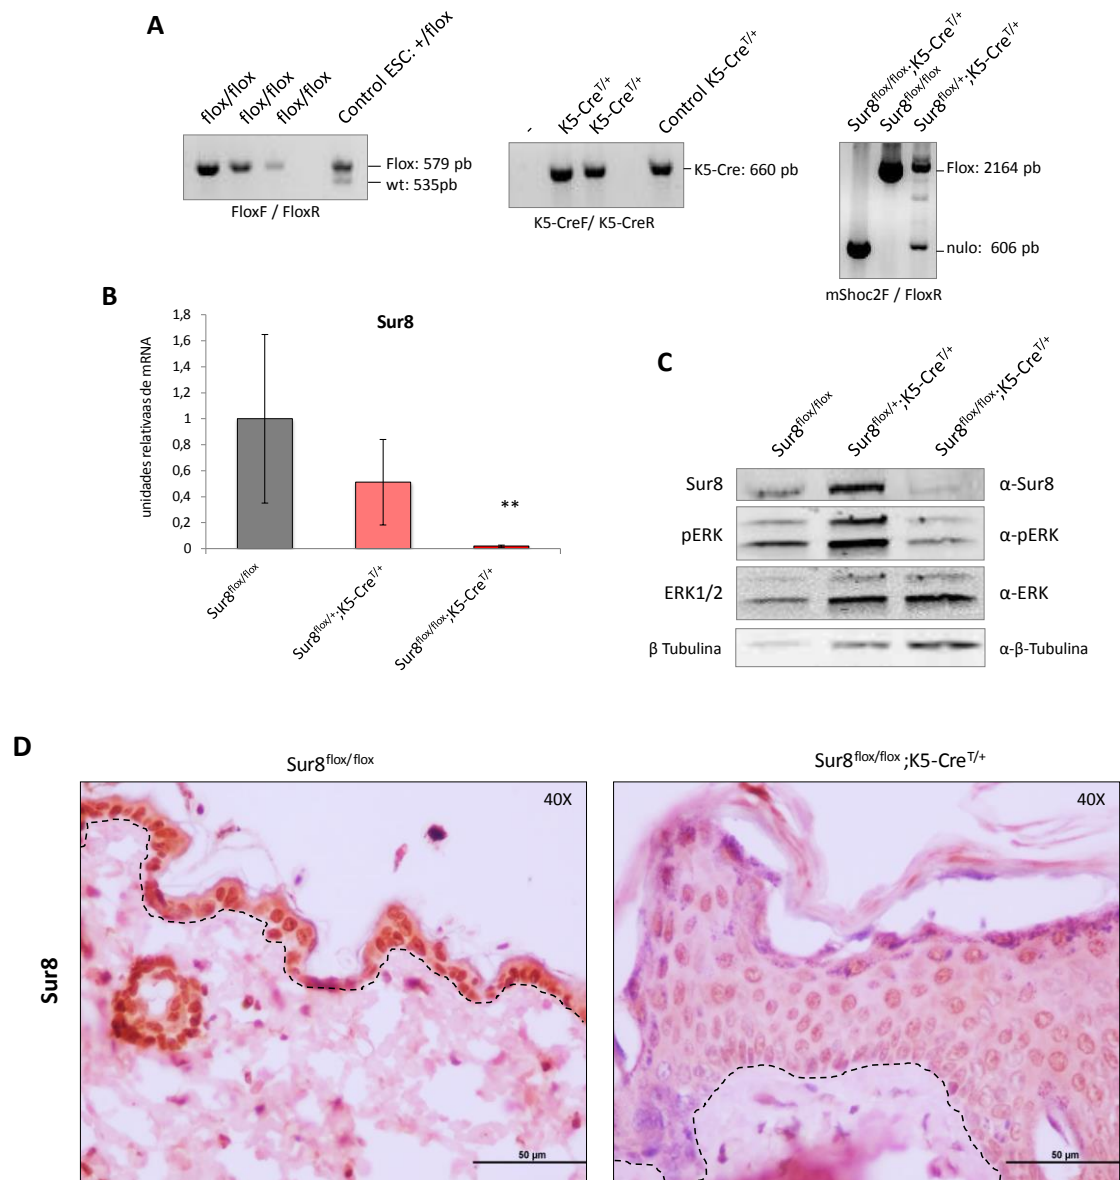 A
flox/flox
flox/flox
flox/flox
Control ESC: +/flox
Flox: 579 pb
wt: 535pb
FloxF / FloxR
-
K5-Cre^T/+
K5-Cre^T/+
Control K5-Cre^T/+
K5-Cre: 660 pb
K5-CreF/ K5-CreR
Sur8^flox/flox;K5-Cre^T/+
Sur8^flox/flox
Sur8^flox/+;K5-Cre^T/+
Flox: 2164 pb
nulo: 606 pb
mShoc2F / FloxR
B
Sur8
unidades relativaas de mRNA
1,8
1,6
1,4
1,2
1
0,8
0,6
0,4
0,2
0
**
Sur8^flox/flox
Sur8^flox/+;K5-Cre^T/+
Sur8^flox/flox;K5-Cre^T/+
C
Sur8^flox/flox
Sur8^flox/+;K5-Cre^T/+
Sur8^flox/flox;K5-Cre^T/+
Sur8 α-Sur8
pERK α-pERK
ERK1/2 α-ERK
β Tubulina α-β-Tubulina
D
Sur8^flox/flox
Sur8^flox/flox;K5-Cre^T/+
Sur8
40X
40X
50 µm
50 µm